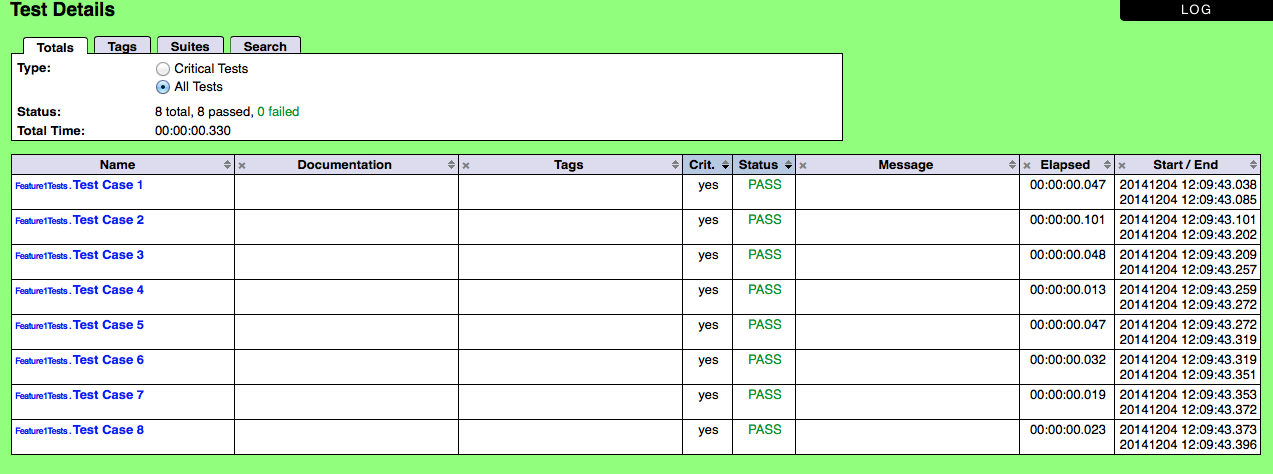 Test Details
LOG
Totals Tags Suites Search
Type: Critical Tests
All Tests
Status: 8 total, 8 passed, 0 failed
Total Time: 00:00:00.330
Name × Documentation × Tags Crit. Status × Message × Elapsed × Start / End
Feature1Tests . Test Case 1 yes PASS 00:00:00.047 20141204 12:09:43.038
20141204 12:09:43.085
Feature1Tests . Test Case 2 yes PASS 00:00:00.101 20141204 12:09:43.101
20141204 12:09:43.202
Feature1Tests . Test Case 3 yes PASS 00:00:00.048 20141204 12:09:43.209
20141204 12:09:43.257
Feature1Tests . Test Case 4 yes PASS 00:00:00.013 20141204 12:09:43.259
20141204 12:09:43.272
Feature1Tests . Test Case 5 yes PASS 00:00:00.047 20141204 12:09:43.272
20141204 12:09:43.319
Feature1Tests . Test Case 6 yes PASS 00:00:00.032 20141204 12:09:43.319
20141204 12:09:43.351
Feature1Tests . Test Case 7 yes PASS 00:00:00.019 20141204 12:09:43.353
20141204 12:09:43.372
Feature1Tests . Test Case 8 yes PASS 00:00:00.023 20141204 12:09:43.373
20141204 12:09:43.396